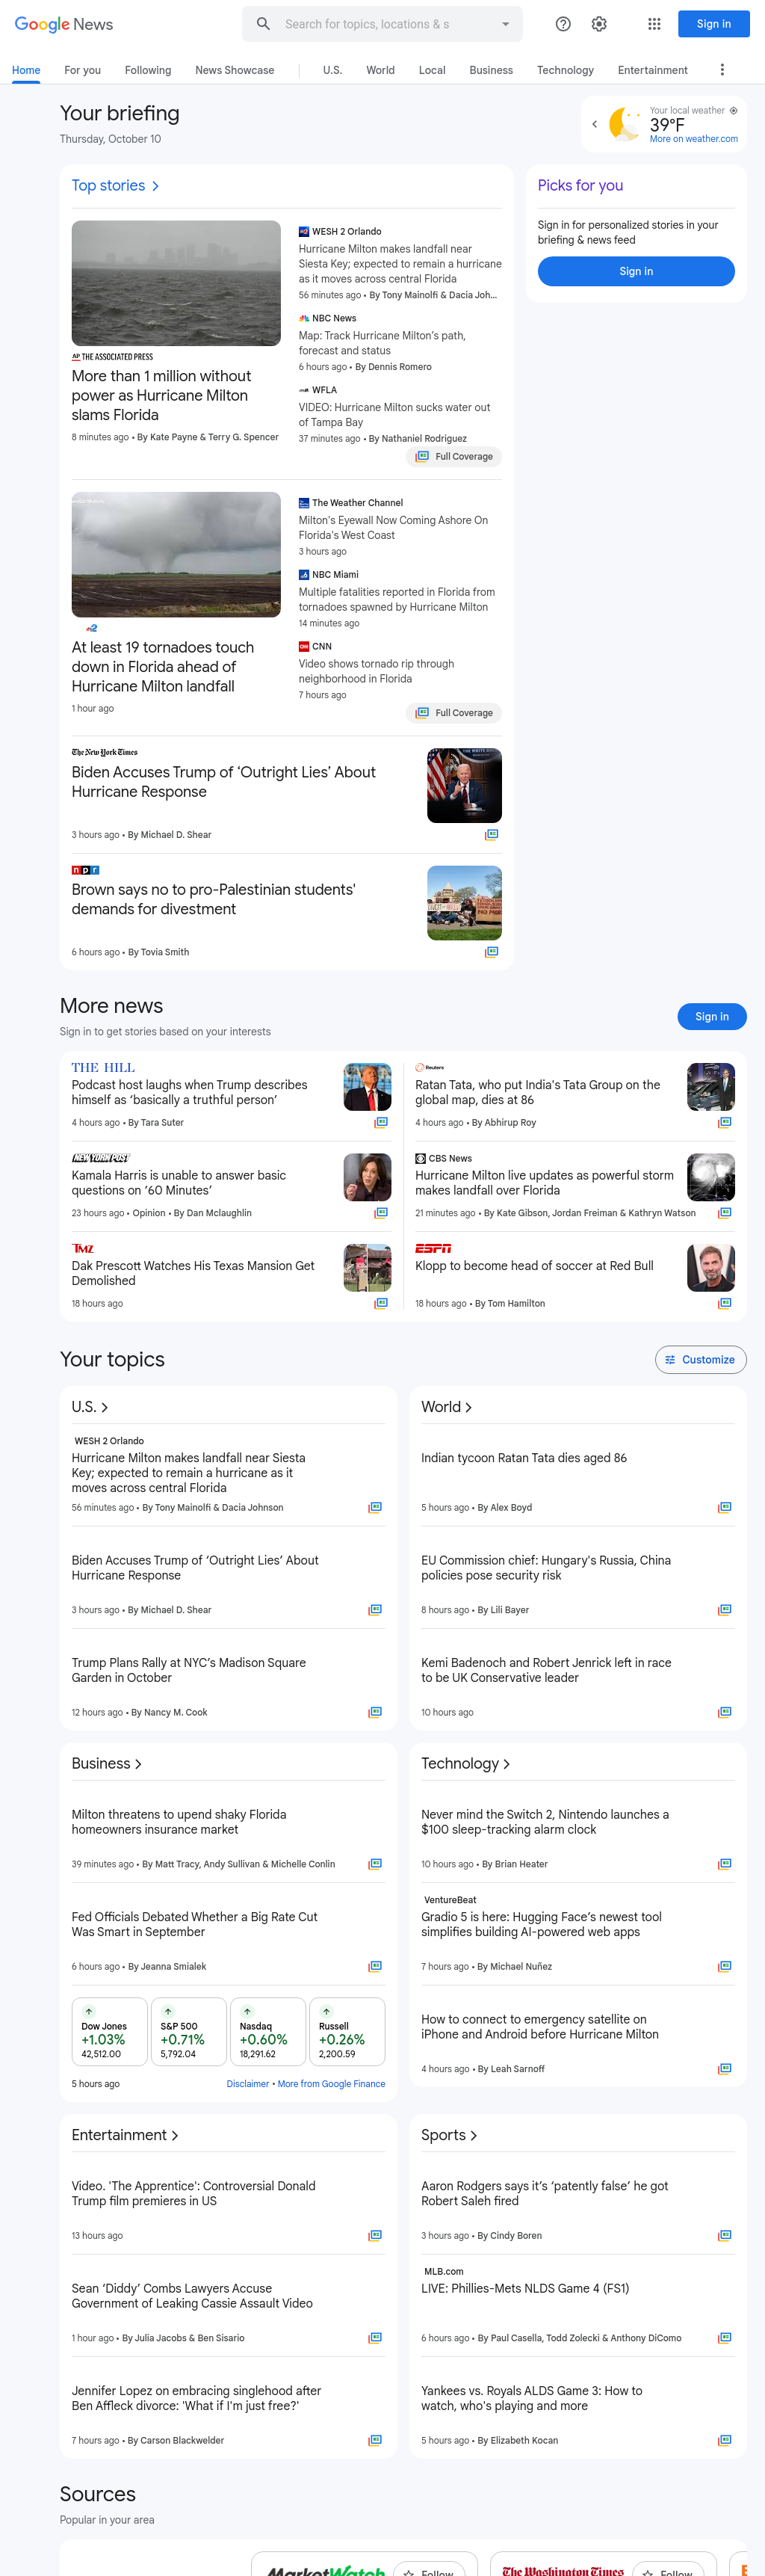 Google News
Search for topics, locations & s
Sign in
Home
For you
Following
News Showcase
U.S.
World
Local
Business
Technology
Entertainment
Your briefing
Thursday, October 10
Your local weather
39°F
More on weather.com
Top stories
THE ASSOCIATED PRESS
More than 1 million without
power as Hurricane Milton
slams Florida
8 minutes ago • By Kate Payne & Terry G. Spencer
WESH 2 Orlando
Hurricane Milton makes landfall near
Siesta Key; expected to remain a hurricane
as it moves across central Florida
56 minutes ago • By Tony Mainolfi & Dacia Joh...
NBC News
Map: Track Hurricane Milton's path,
forecast and status
6 hours ago • By Dennis Romero
WFLA
VIDEO: Hurricane Milton sucks water out
of Tampa Bay
37 minutes ago • By Nathaniel Rodriguez
Full Coverage
At least 19 tornadoes touch
down in Florida ahead of
Hurricane Milton landfall
1 hour ago
The Weather Channel
Milton's Eyewall Now Coming Ashore On
Florida's West Coast
3 hours ago
NBC Miami
Multiple fatalities reported in Florida from
tornadoes spawned by Hurricane Milton
14 minutes ago
CNN
Video shows tornado rip through
neighborhood in Florida
7 hours ago
Full Coverage
The New York Times
Biden Accuses Trump of ‘Outright Lies’ About
Hurricane Response
3 hours ago • By Michael D. Shear
npr
Brown says no to pro-Palestinian students'
demands for divestment
6 hours ago • By Tovia Smith
Picks for you
Sign in for personalized stories in your
briefing & news feed
Sign in
More news
Sign in to get stories based on your interests
Sign in
THE HILL
Podcast host laughs when Trump describes
himself as ‘basically a truthful person’
4 hours ago • By Tara Suter
NEW YORK POST
Kamala Harris is unable to answer basic
questions on ‘60 Minutes’
23 hours ago • Opinion • By Dan Mclaughlin
TMZ
Dak Prescott Watches His Texas Mansion Get
Demolished
18 hours ago
Reuters
Ratan Tata, who put India's Tata Group on the
global map, dies at 86
4 hours ago • By Abhirup Roy
CBS News
Hurricane Milton live updates as powerful storm
makes landfall over Florida
21 minutes ago • By Kate Gibson, Jordan Freiman & Kathryn Watson
ESPN
Klopp to become head of soccer at Red Bull
18 hours ago • By Tom Hamilton
Your topics
Customize
U.S.
WESH 2 Orlando
Hurricane Milton makes landfall near Siesta
Key; expected to remain a hurricane as it
moves across central Florida
56 minutes ago • By Tony Mainolfi & Dacia Johnson
Biden Accuses Trump of ‘Outright Lies’ About
Hurricane Response
3 hours ago • By Michael D. Shear
Trump Plans Rally at NYC’s Madison Square
Garden in October
12 hours ago • By Nancy M. Cook
World
Indian tycoon Ratan Tata dies aged 86
5 hours ago • By Alex Boyd
EU Commission chief: Hungary's Russia, China
policies pose security risk
8 hours ago • By Lili Bayer
Kemi Badenoch and Robert Jenrick left in race
to be UK Conservative leader
10 hours ago
Business
Milton threatens to upend shaky Florida
homeowners insurance market
39 minutes ago • By Matt Tracy, Andy Sullivan & Michelle Conlin
Fed Officials Debated Whether a Big Rate Cut
Was Smart in September
6 hours ago • By Jeanna Smialek
Dow Jones
+1.03%
42,512.00
S&P 500
+0.71%
5,792.04
Nasdaq
+0.60%
18,291.62
Russell
+0.26%
2,200.59
5 hours ago
Disclaimer • More from Google Finance
Technology
Never mind the Switch 2, Nintendo launches a
$100 sleep-tracking alarm clock
10 hours ago • By Brian Heater
VentureBeat
Gradio 5 is here: Hugging Face’s newest tool
simplifies building AI-powered web apps
7 hours ago • By Michael Nuñez
How to connect to emergency satellite on
iPhone and Android before Hurricane Milton
4 hours ago • By Leah Sarnoff
Entertainment
Video. 'The Apprentice': Controversial Donald
Trump film premieres in US
13 hours ago
Sean ‘Diddy’ Combs Lawyers Accuse
Government of Leaking Cassie Assault Video
1 hour ago • By Julia Jacobs & Ben Sisario
Jennifer Lopez on embracing singlehood after
Ben Affleck divorce: 'What if I'm just free?'
7 hours ago • By Carson Blackwelder
Sports
Aaron Rodgers says it’s ‘patently false’ he got
Robert Saleh fired
3 hours ago • By Cindy Boren
MLB.com
LIVE: Phillies-Mets NLDS Game 4 (FS1)
6 hours ago • By Paul Casella, Todd Zolecki & Anthony DiComo
Yankees vs. Royals ALDS Game 3: How to
watch, who's playing and more
5 hours ago • By Elizabeth Kocan
Sources
Popular in your area
MarketWatch
Follow
The Washington Times
Follow